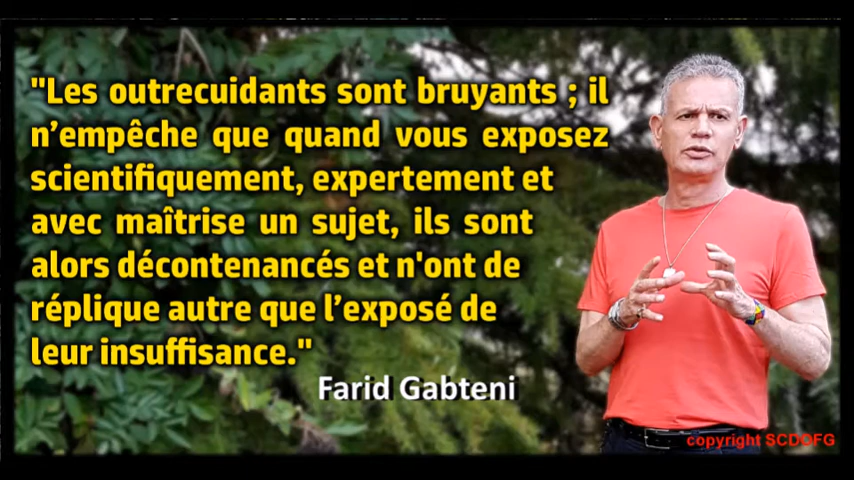 "Les outrecuidants sont bruyants ; il
n’empêche que quand vous exposez
scientifiquement, expertement et
avec maîtrise un sujet, ils sont
alors décontenancés et n'ont de
réplique autre que l’exposé de
leur insuffisance."
Farid Gabteni
copyright SCDOFG